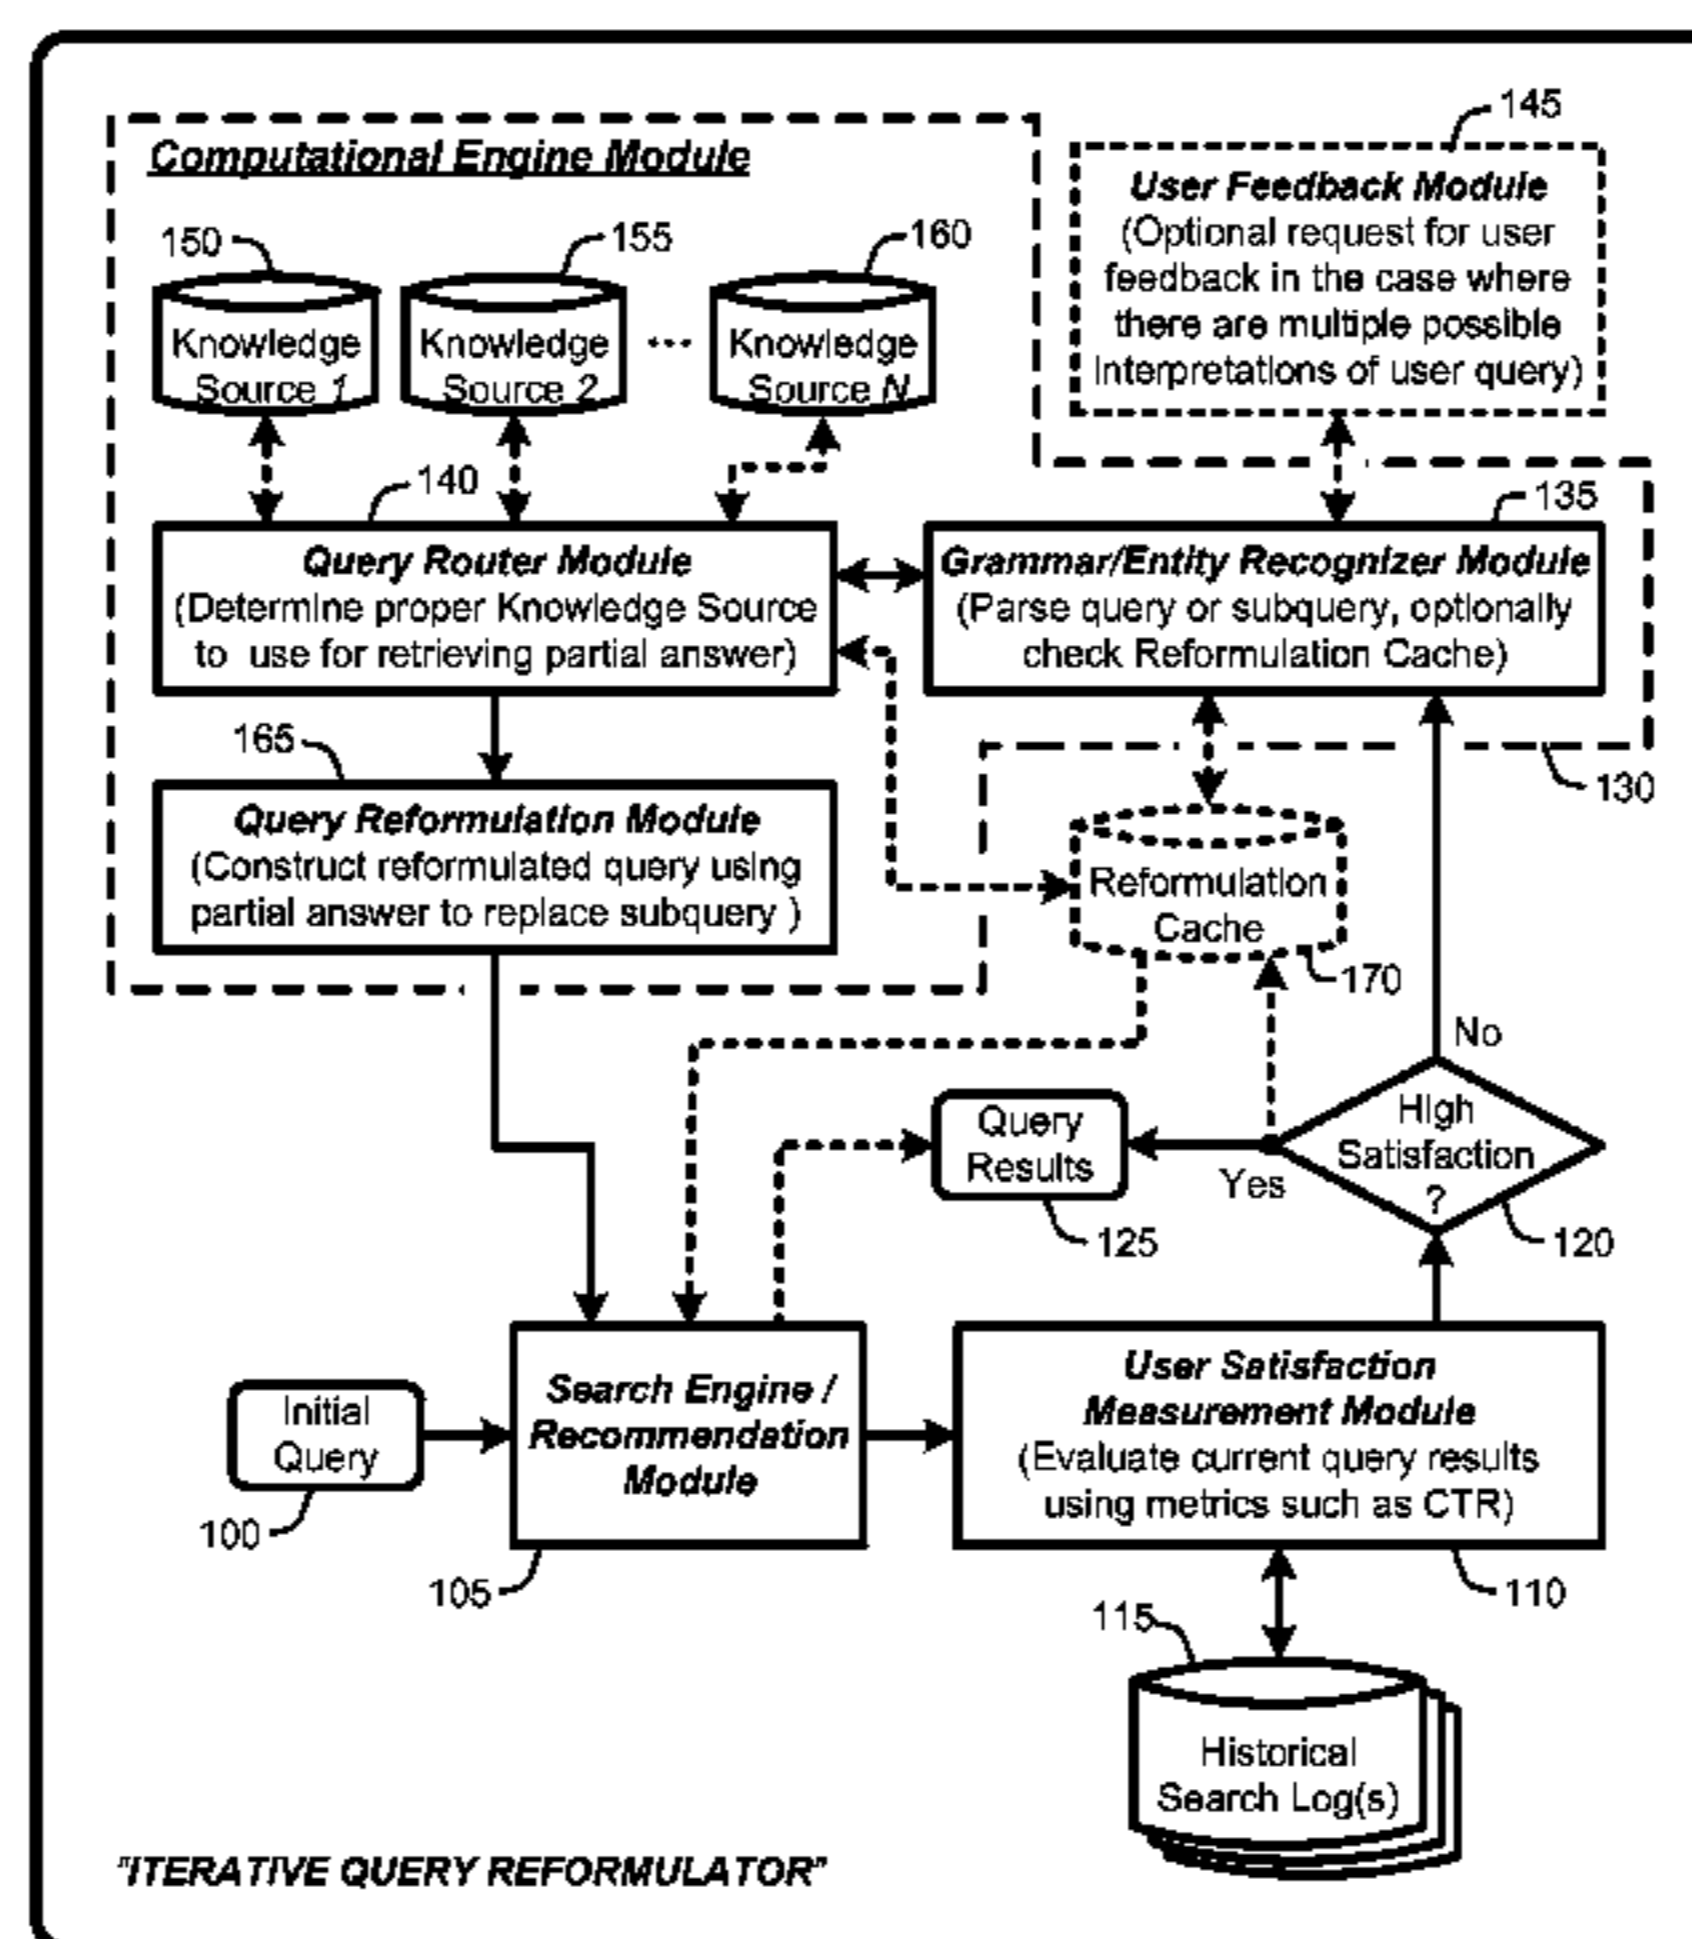 145
Computational Engine Module
User Feedback Module
(Optional request for user
feedback in the case where
there are multiple possible
interpretations of user query)
150
155
160
Knowledge
Source 1
Knowledge
Source 2
...
Knowledge
Source N
140
135
Query Router Module
(Determine proper Knowledge Source
to use for retrieving partial answer)
Grammar/Entity Recognizer Module
(Parse query or subquery, optionally
check Reformulation Cache)
165
130
Query Reformulation Module
(Construct reformulated query using
partial answer to replace subquery )
Reformulation
Cache
170
No
High
Satisfaction
?
Yes
120
Query
Results
125
Initial
Query
100
Search Engine /
Recommendation
Module
105
User Satisfaction
Measurement Module
(Evaluate current query results
using metrics such as CTR)
110
115
Historical
Search Log(s)
"ITERATIVE QUERY REFORMULATOR"